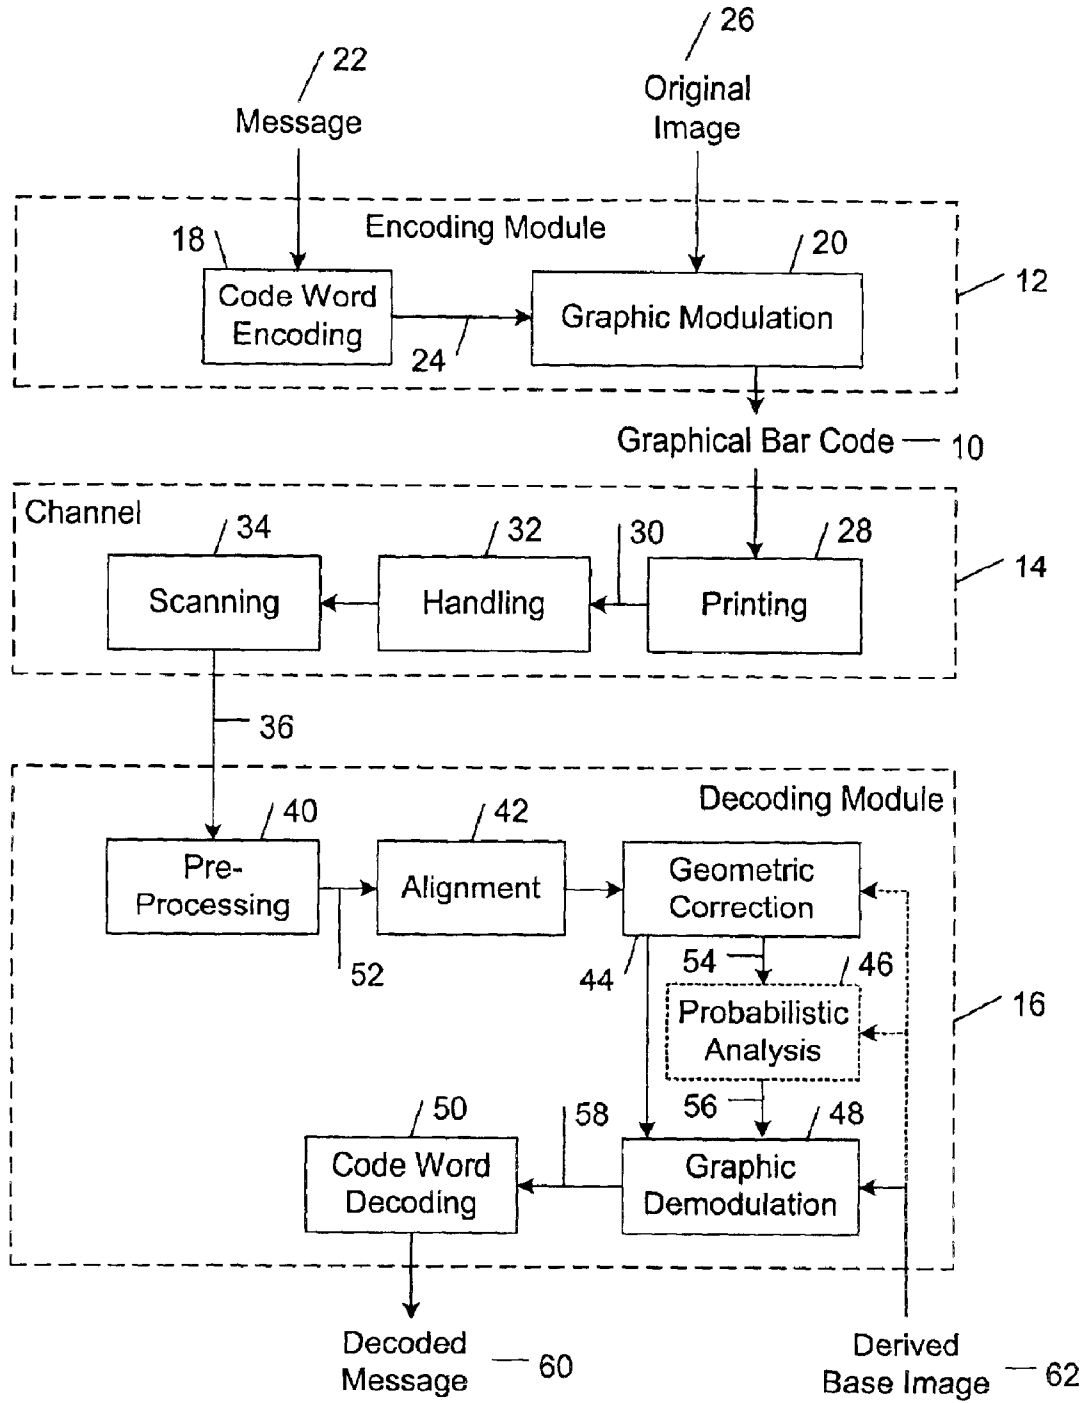 26
22
Original
Image
Message
Encoding Module
18
20
12
Code Word
Encoding
Graphic Modulation
24
Graphical Bar Code
10
Channel
34
32
30
28
14
Scanning
Handling
Printing
36
Decoding Module
40
42
Pre-
Processing
Alignment
Geometric
Correction
52
44
54
46
16
Probabilistic
Analysis
56
50
58
48
Code Word
Decoding
Graphic
Demodulation
Decoded
Message
60
Derived
Base Image
62